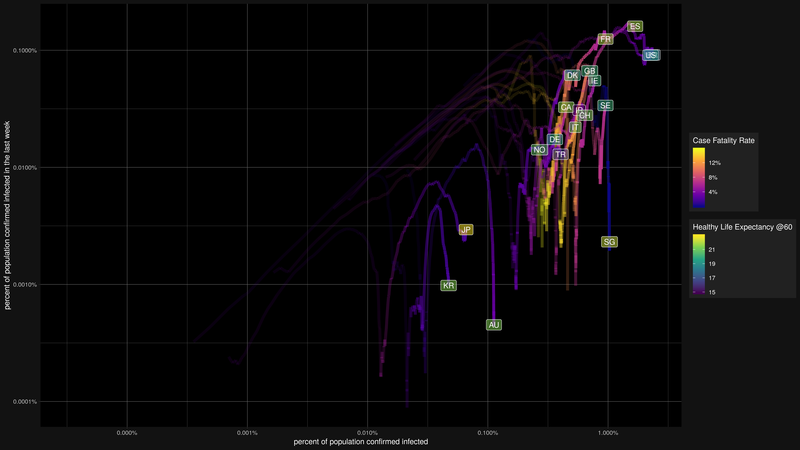 percent of population confirmed infected in the last week
0.1000%
0.0100%
0.0010%
0.0001%
ES
FR
DK
GB
IE
CA
SE
CH
IT
DE
NO
TR
JP
SG
KR
AU
0.000%
0.001%
0.010%
0.100%
1.000%
percent of population confirmed infected
Case Fatality Rate
12%
8%
4%
Healthy Life Expectancy @60
21
19
17
15